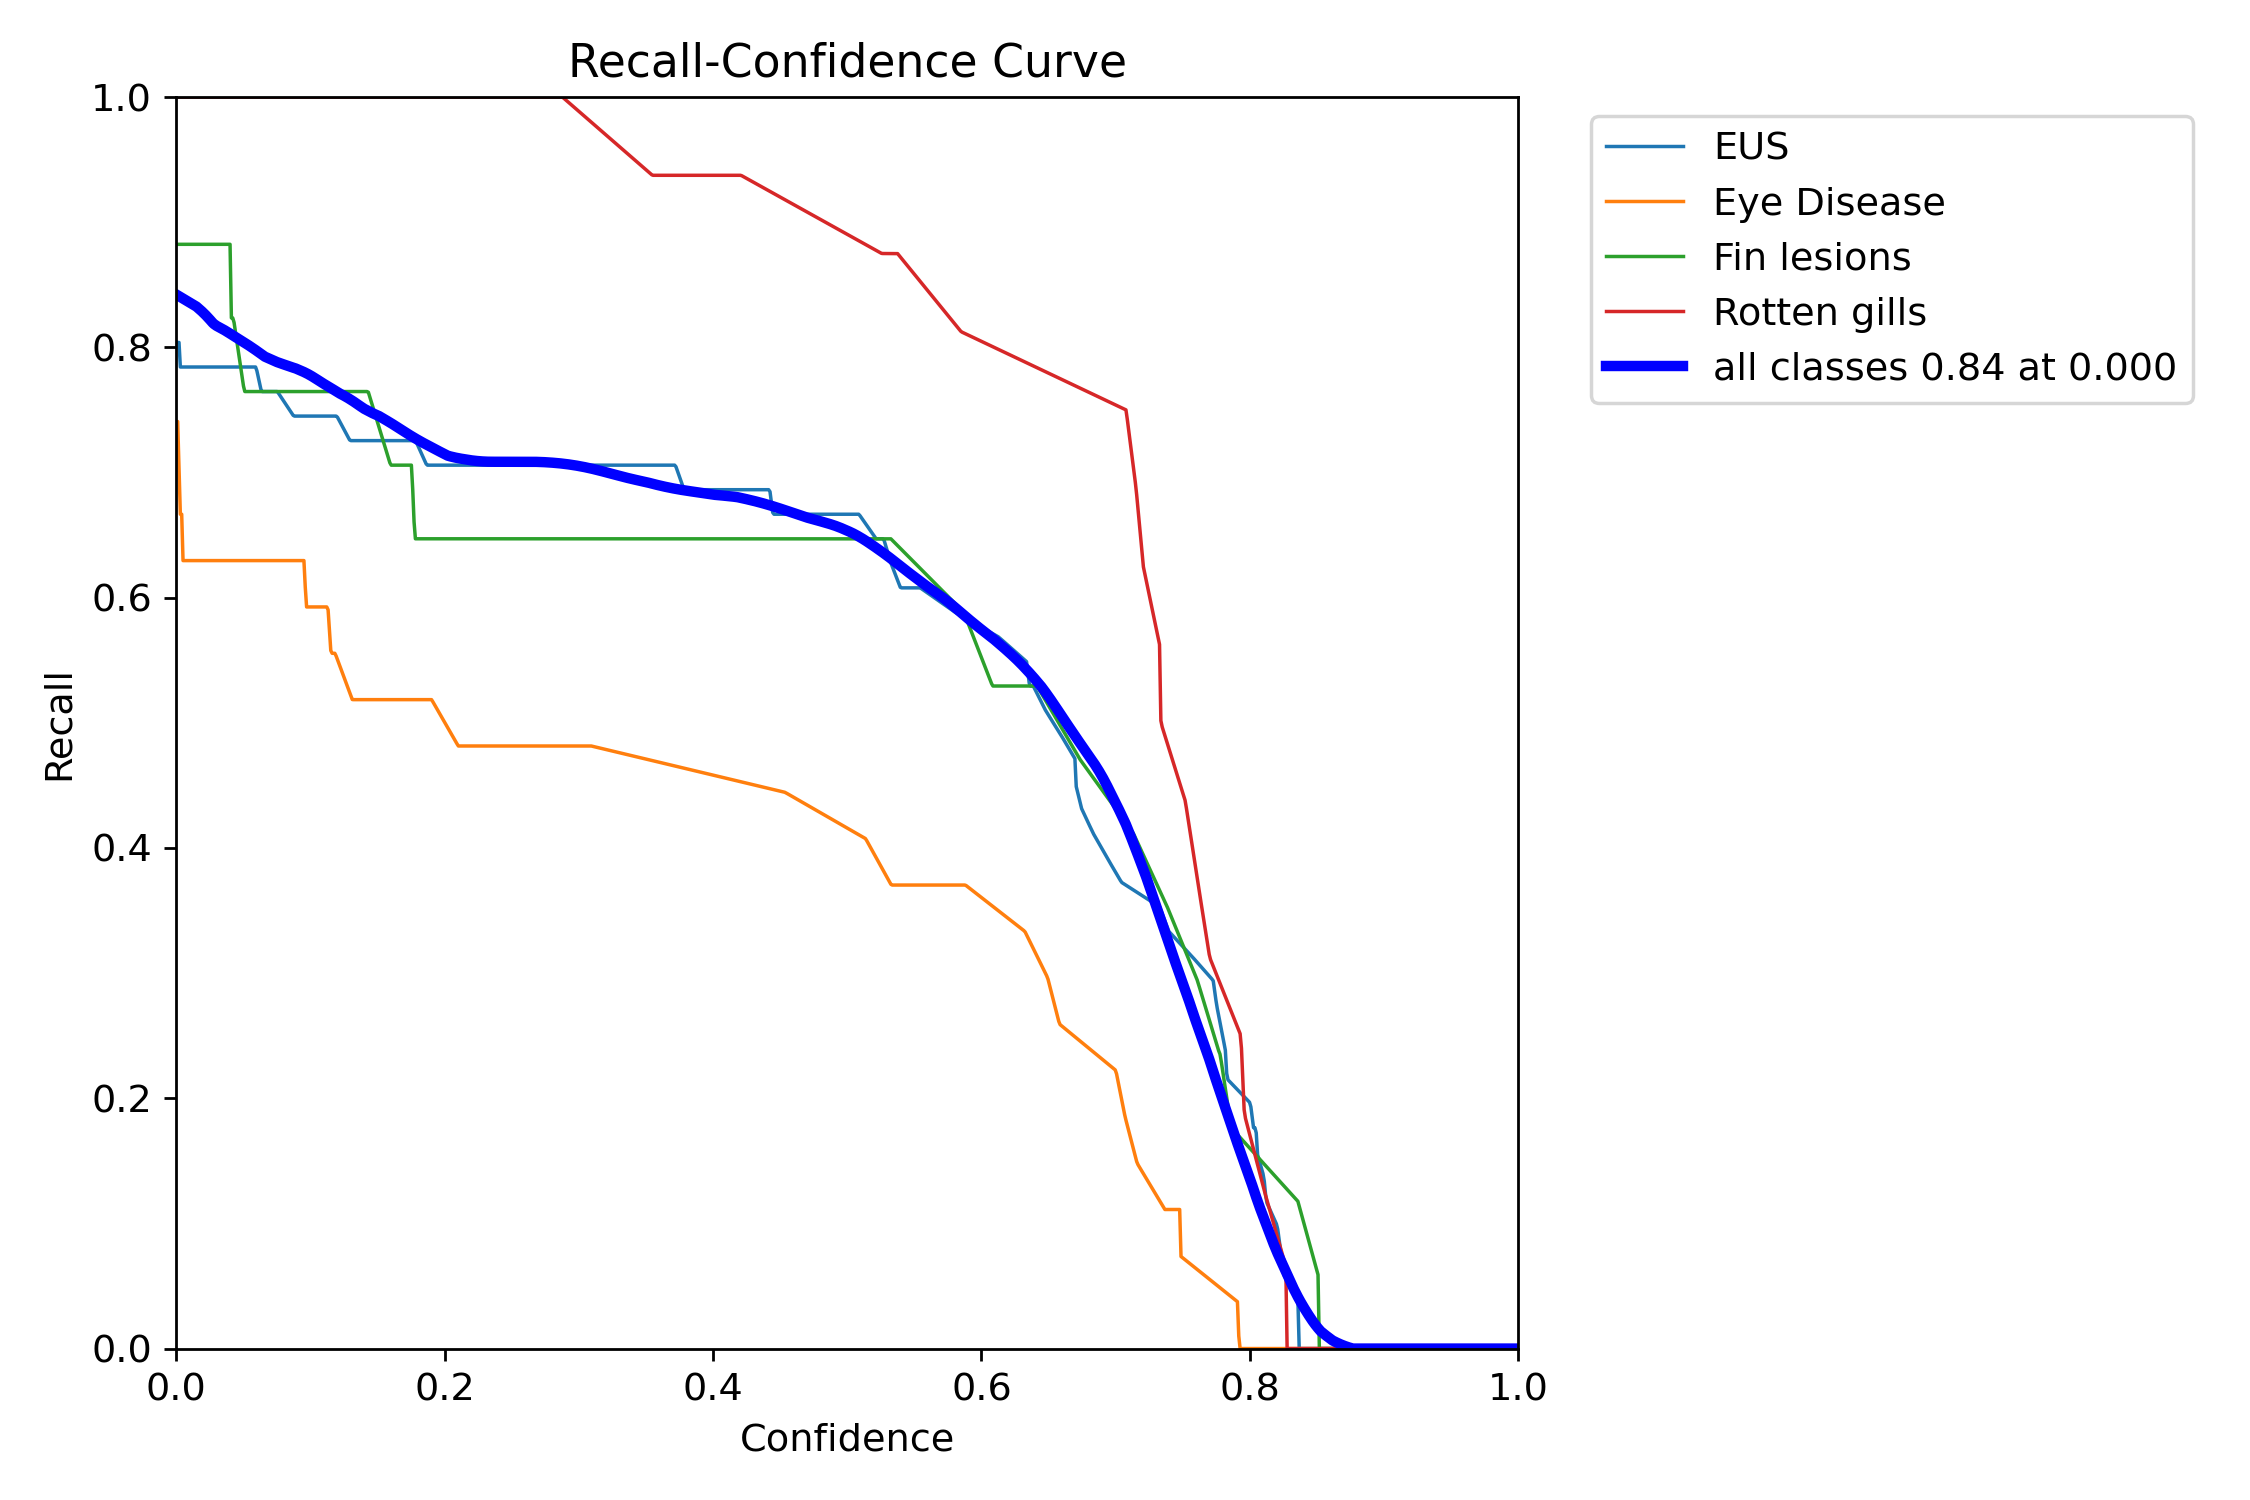 Recall-Confidence Curve
1.0
0.8
0.6
0.4
0.2
0.0
Recall
0.0 0.2 0.4 0.6 0.8 1.0
Confidence
EUS
Eye Disease
Fin lesions
Rotten gills
all classes 0.84 at 0.000